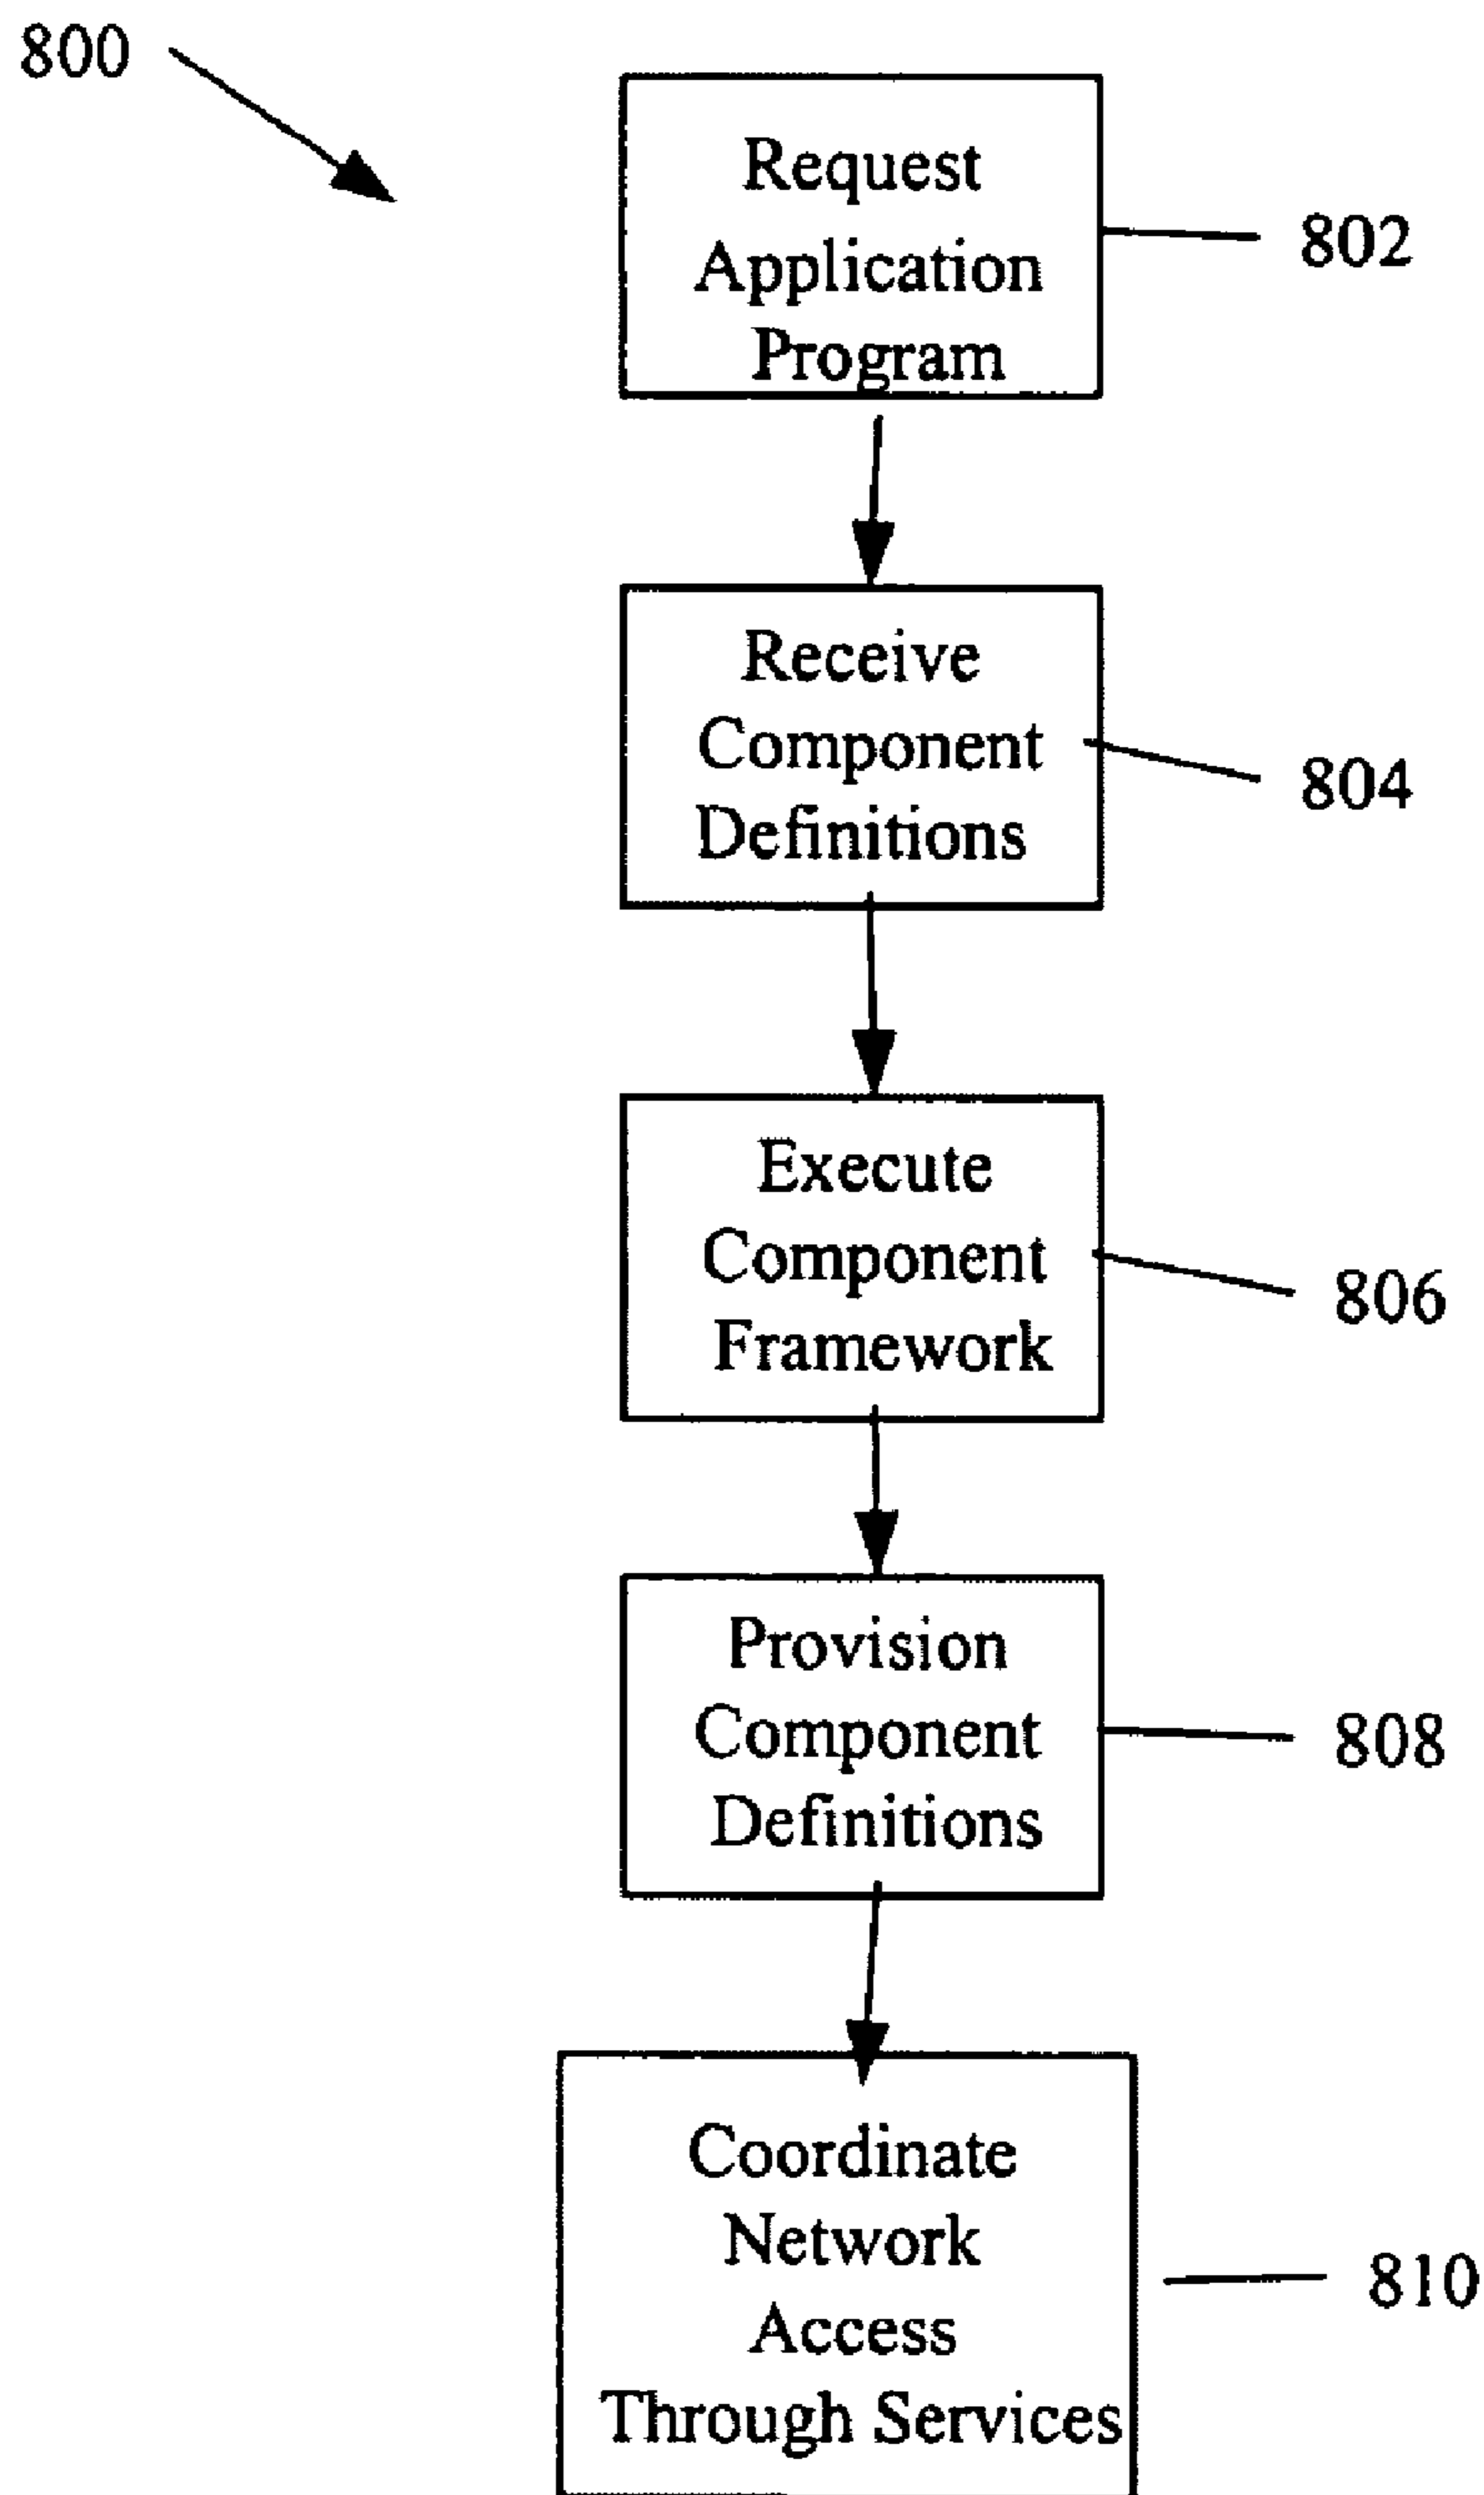 800
Request
Application
Program
802
Receive
Component
Definitions
804
Execute
Component
Framework
806
Provision
Component
Definitions
808
Coordinate
Network
Access
Through Services
810